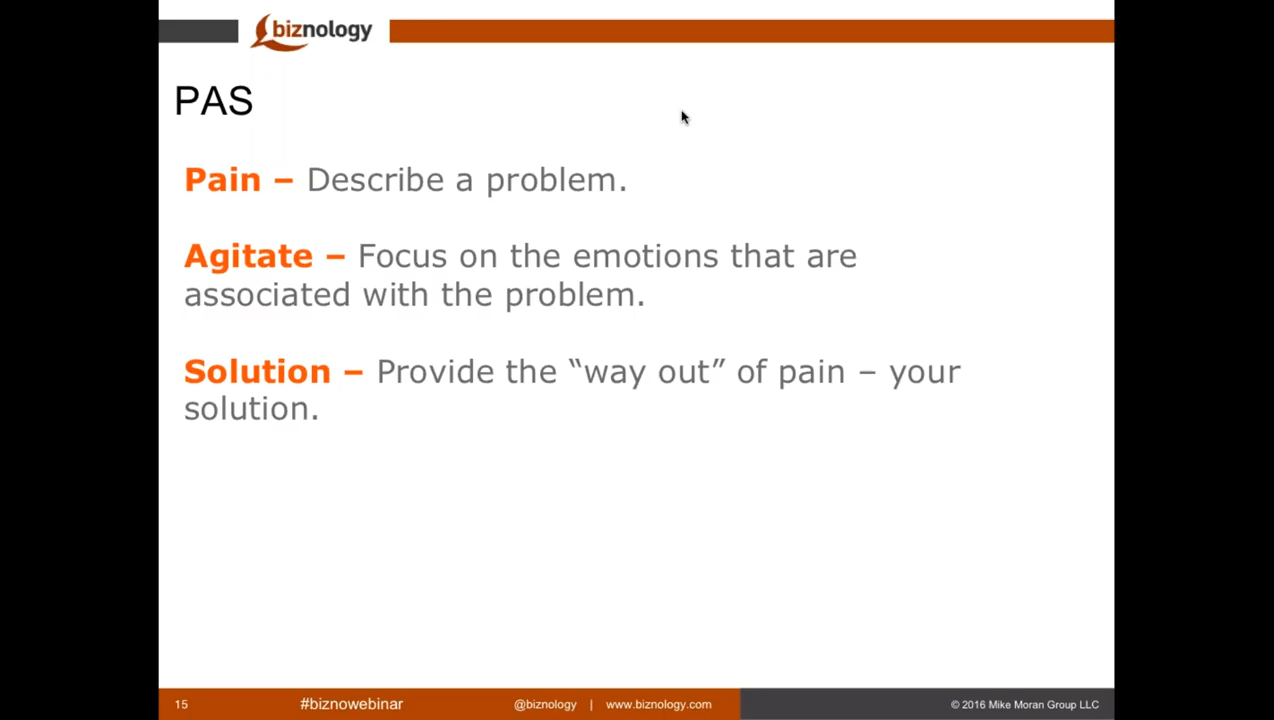 biznology
PAS
Pain – Describe a problem.
Agitate – Focus on the emotions that are
associated with the problem.
Solution – Provide the “way out” of pain – your
solution.
15 #biznowebinar @biznology | www.biznology.com © 2016 Mike Moran Group LLC